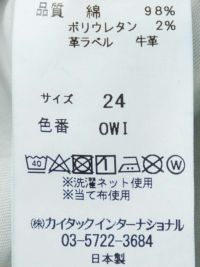 品質 綿 98%
ポリウレタン 2%
革ラベル 牛革
サイズ 24
色番 OWI
40 1 W
※洗濯ネット使用
※当て布使用
㈱カイタックインターナショナル
03-5722-3684
日本製